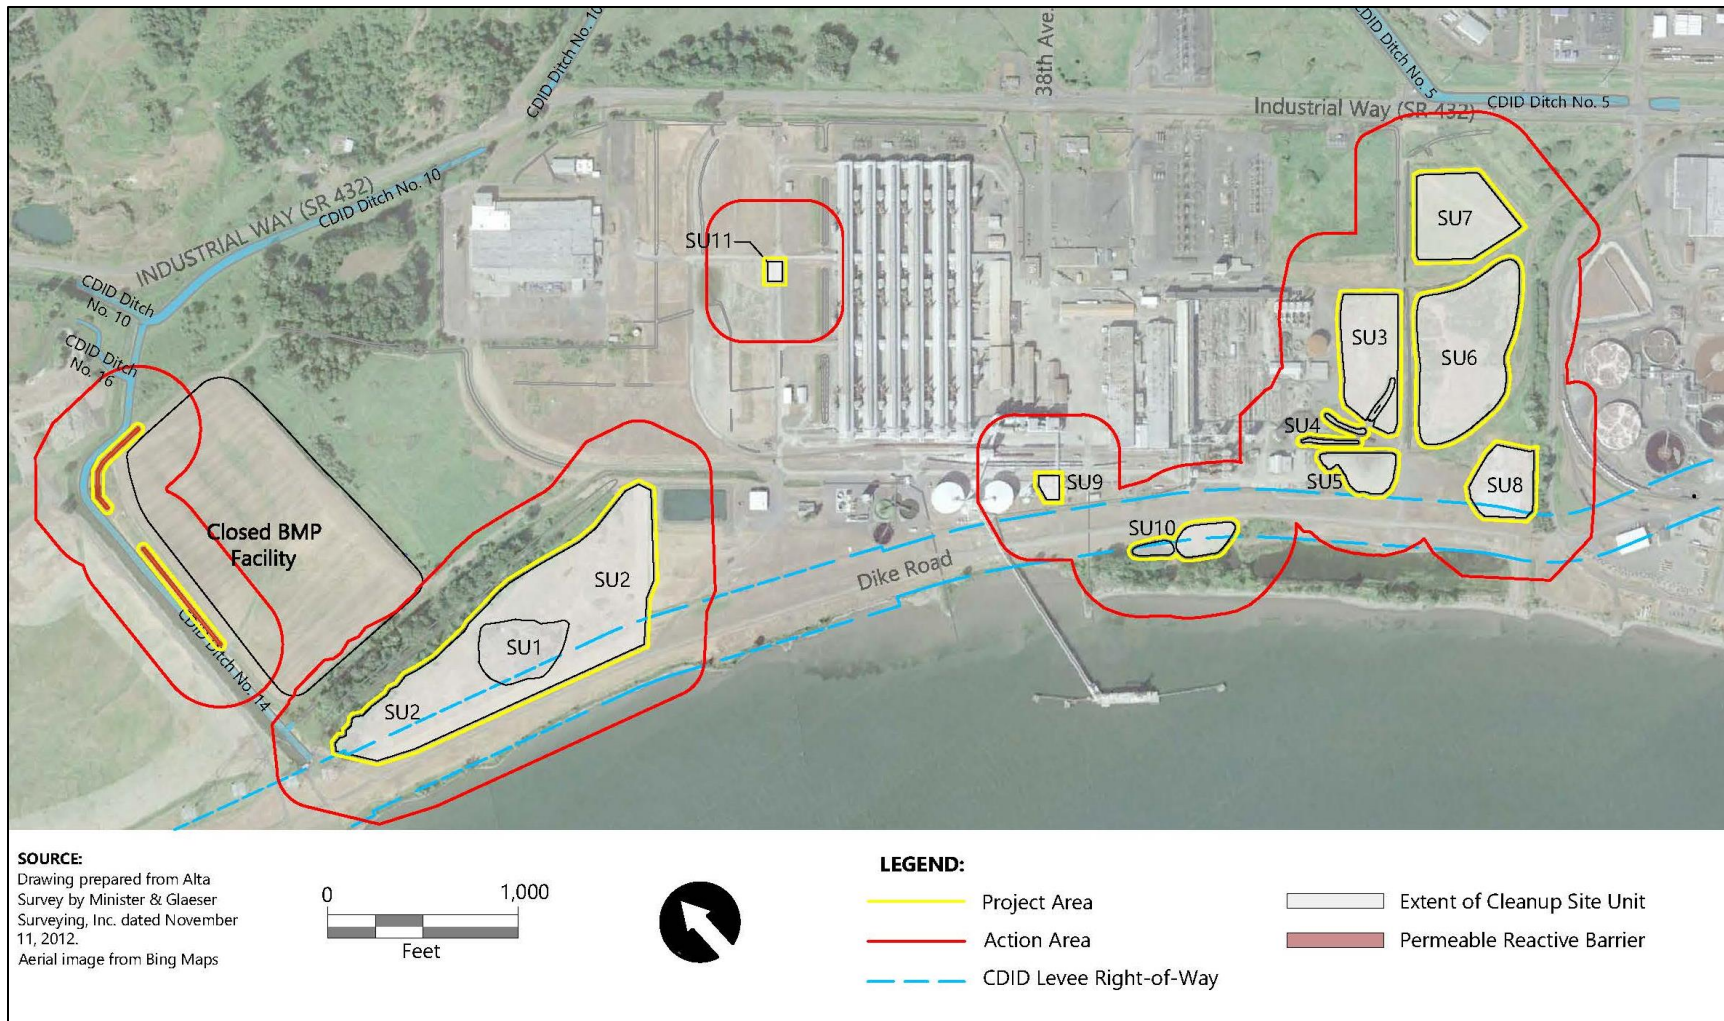 CDID Ditch No. 10
38th Ave.
CDID Ditch No. 5
Industrial Way (SR 432)
CDID Ditch No. 5
INDUSTRIAL WAY (SR 432)
CDID Ditch No. 10
CDID Ditch
No. 10
CDID Ditch
No. 16
SU11
SU7
SU3
SU6
SU4
SU5
SU8
SU9
SU10
Closed BMP
Facility
CDID Ditch No. 14
SU2
SU1
SU2
Dike Road
SOURCE:
Drawing prepared from Alta
Survey by Minister & Glaeser
Surveying, Inc. dated November
11, 2012.
Aerial image from Bing Maps
0 1,000
Feet
LEGEND:
Project Area
Action Area
CDID Levee Right-of-Way
Extent of Cleanup Site Unit
Permeable Reactive Barrier